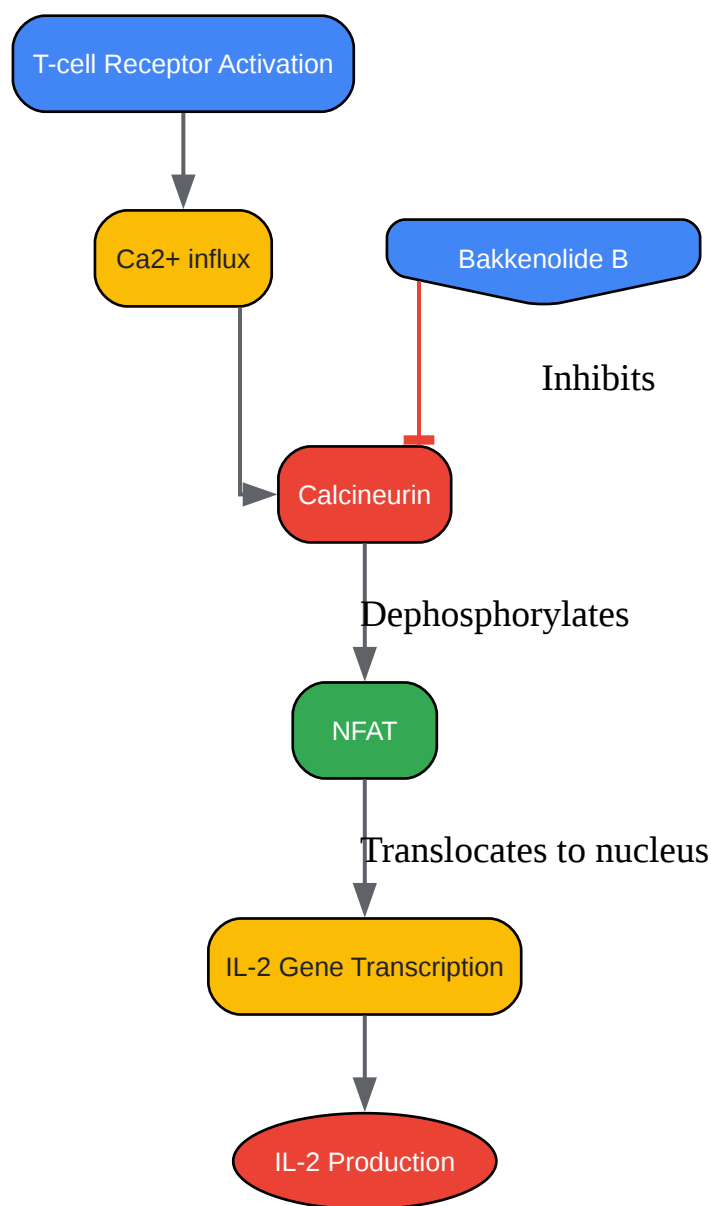 T-cell Receptor Activation
Ca2+ influx
Bakkenolide B
Inhibits
Calcineurin
Dephosphorylates
NFAT
Translocates to nucleus
IL-2 Gene Transcription
IL-2 Production